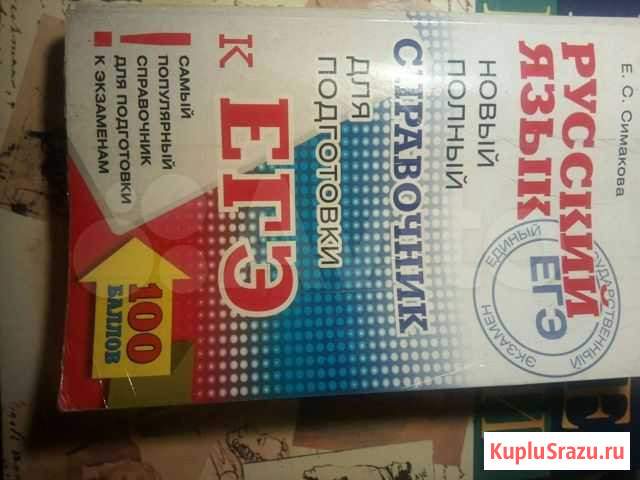 Е. С. Симакова
РУССКИЙ
ЯЗЫК
ЕДИНЫЙ
ГОСУДАРСТВЕННЫЙ
ЭКЗАМЕН
ЕГЭ
НОВЫЙ
ПОЛНЫЙ
СПРАВОЧНИК
ДЛЯ
ПОДГОТОВКИ
К ЕГЭ
!
САМЫЙ
ПОПУЛЯРНЫЙ
СПРАВОЧНИК
ДЛЯ ПОДГОТОВКИ
К ЭКЗАМЕНАМ
100
БАЛЛОВ
KupluSrazu.ru